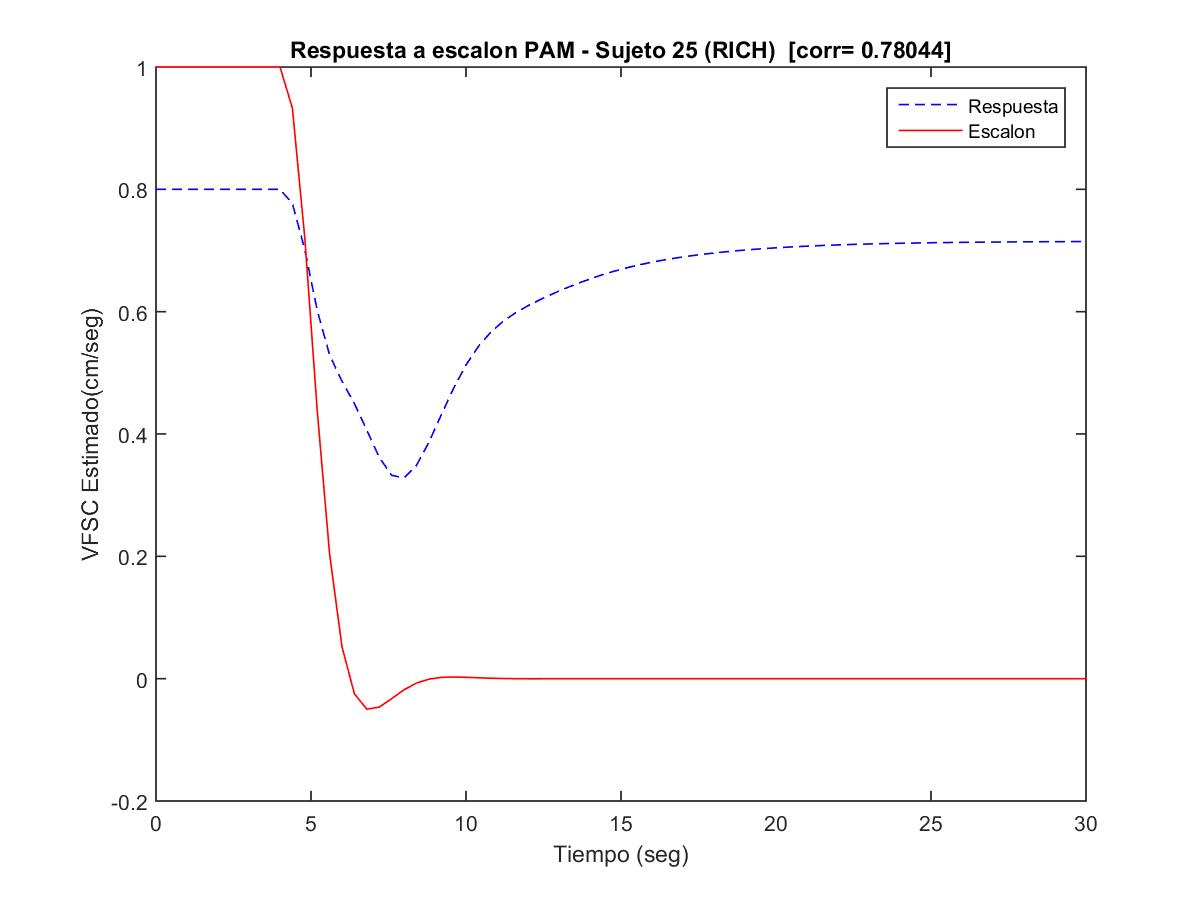 Respuesta a escalon PAM - Sujeto 25 (RICH) [corr= 0.78044]
Respuesta
Escalon
VFSC Estimado(cm/seg)
1
0.8
0.6
0.4
0.2
0
-0.2
0 5 10 15 20 25 30
Tiempo (seg)